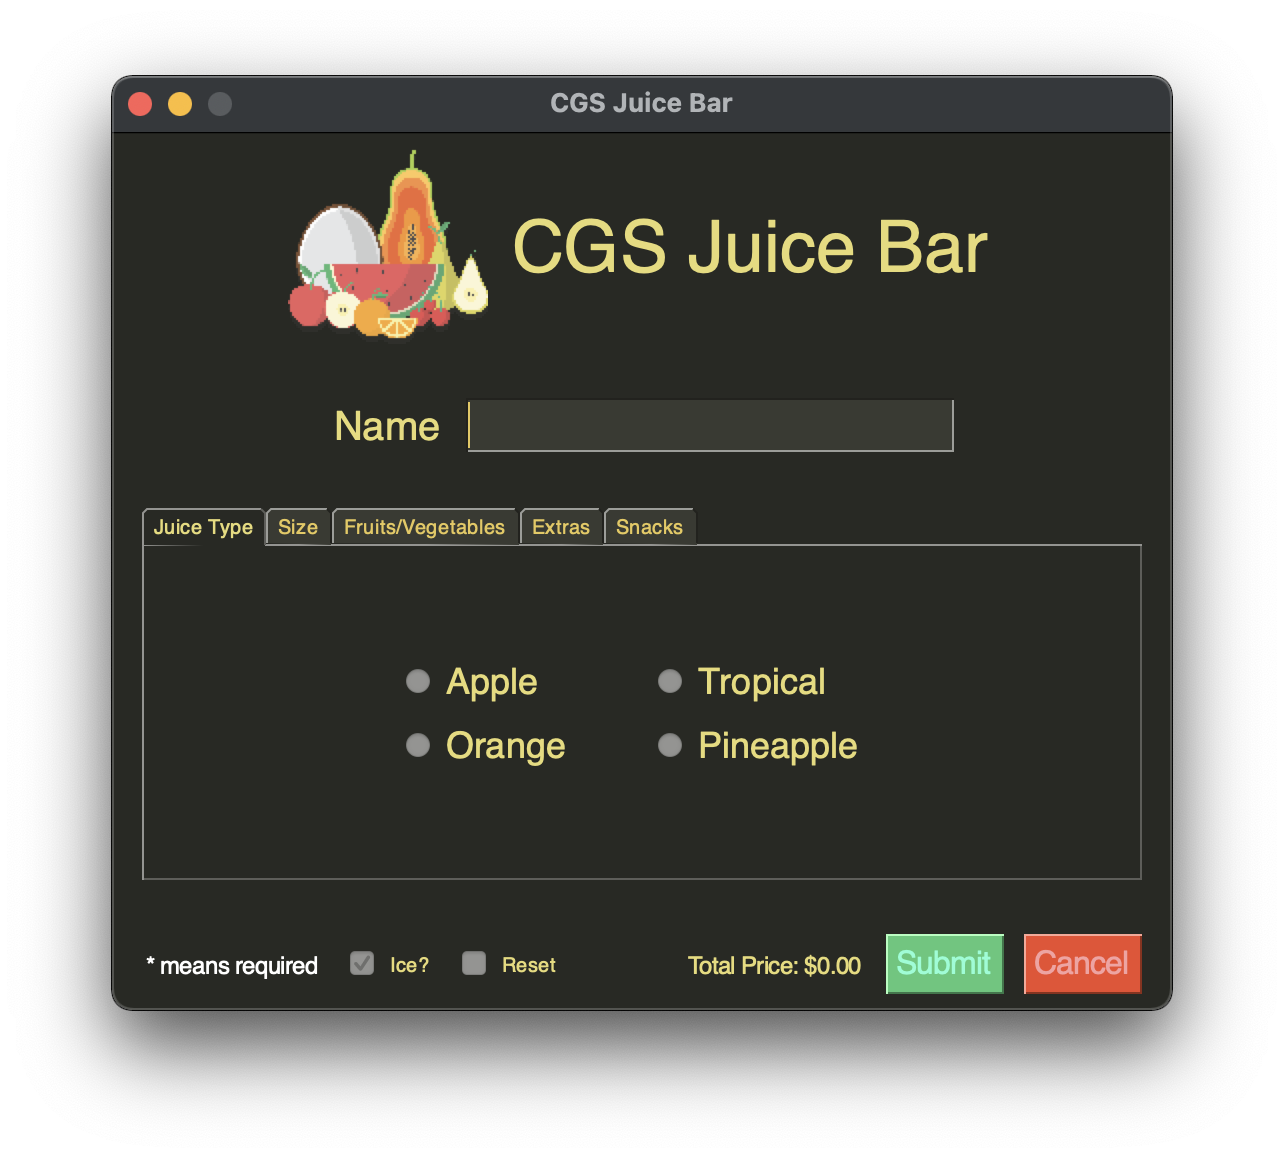 CGS Juice Bar
CGS Juice Bar
Name
Juice Type Size Fruits/Vegetables Extras Snacks
Apple Tropical
Orange Pineapple
* means required Ice? Reset Total Price: $0.00 Submit Cancel